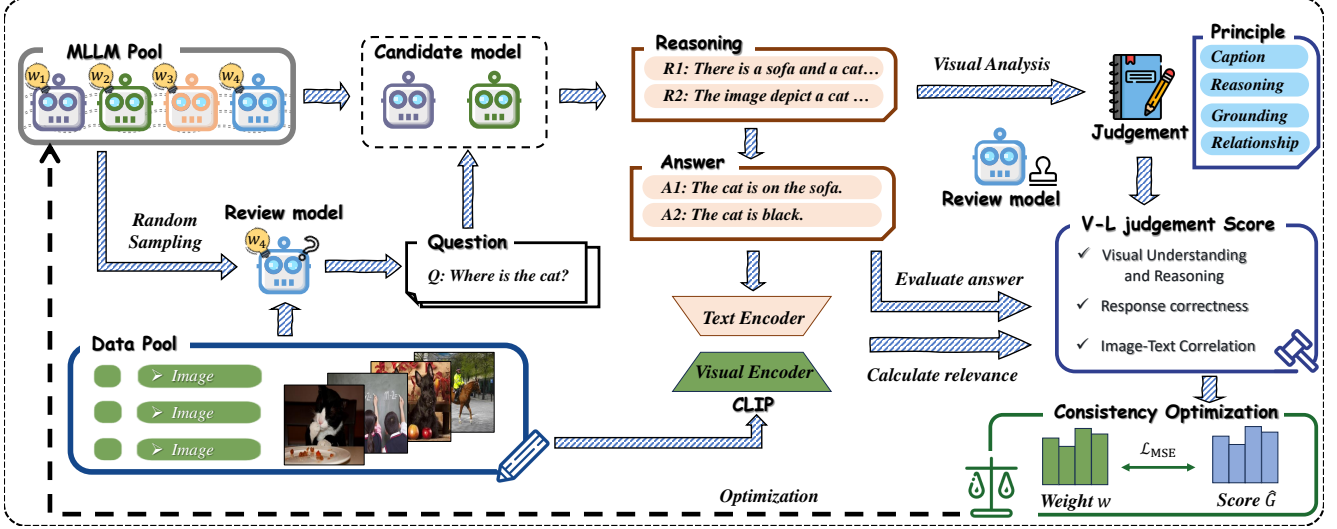 MLLM Pool
w₁
w₂
w₃
w₄
Candidate model
Reasoning
R1: There is a sofa and a cat…
R2: The image depict a cat …
Visual Analysis
Judgement
Principle
Caption
Reasoning
Grounding
Relationship
Random
Sampling
Review model
w₄
Question
Q: Where is the cat?
Answer
A1: The cat is on the sofa.
A2: The cat is black.
Review model
V-L judgement Score
✓ Visual Understanding
and Reasoning
✓ Response correctness
✓ Image-Text Correlation
Evaluate answer
Calculate relevance
Text Encoder
Visual Encoder
CLIP
Data Pool
➢ Image
➢ Image
➢ Image
Consistency Optimization
ℒMSE
Weight w
Score Ĝ
Optimization